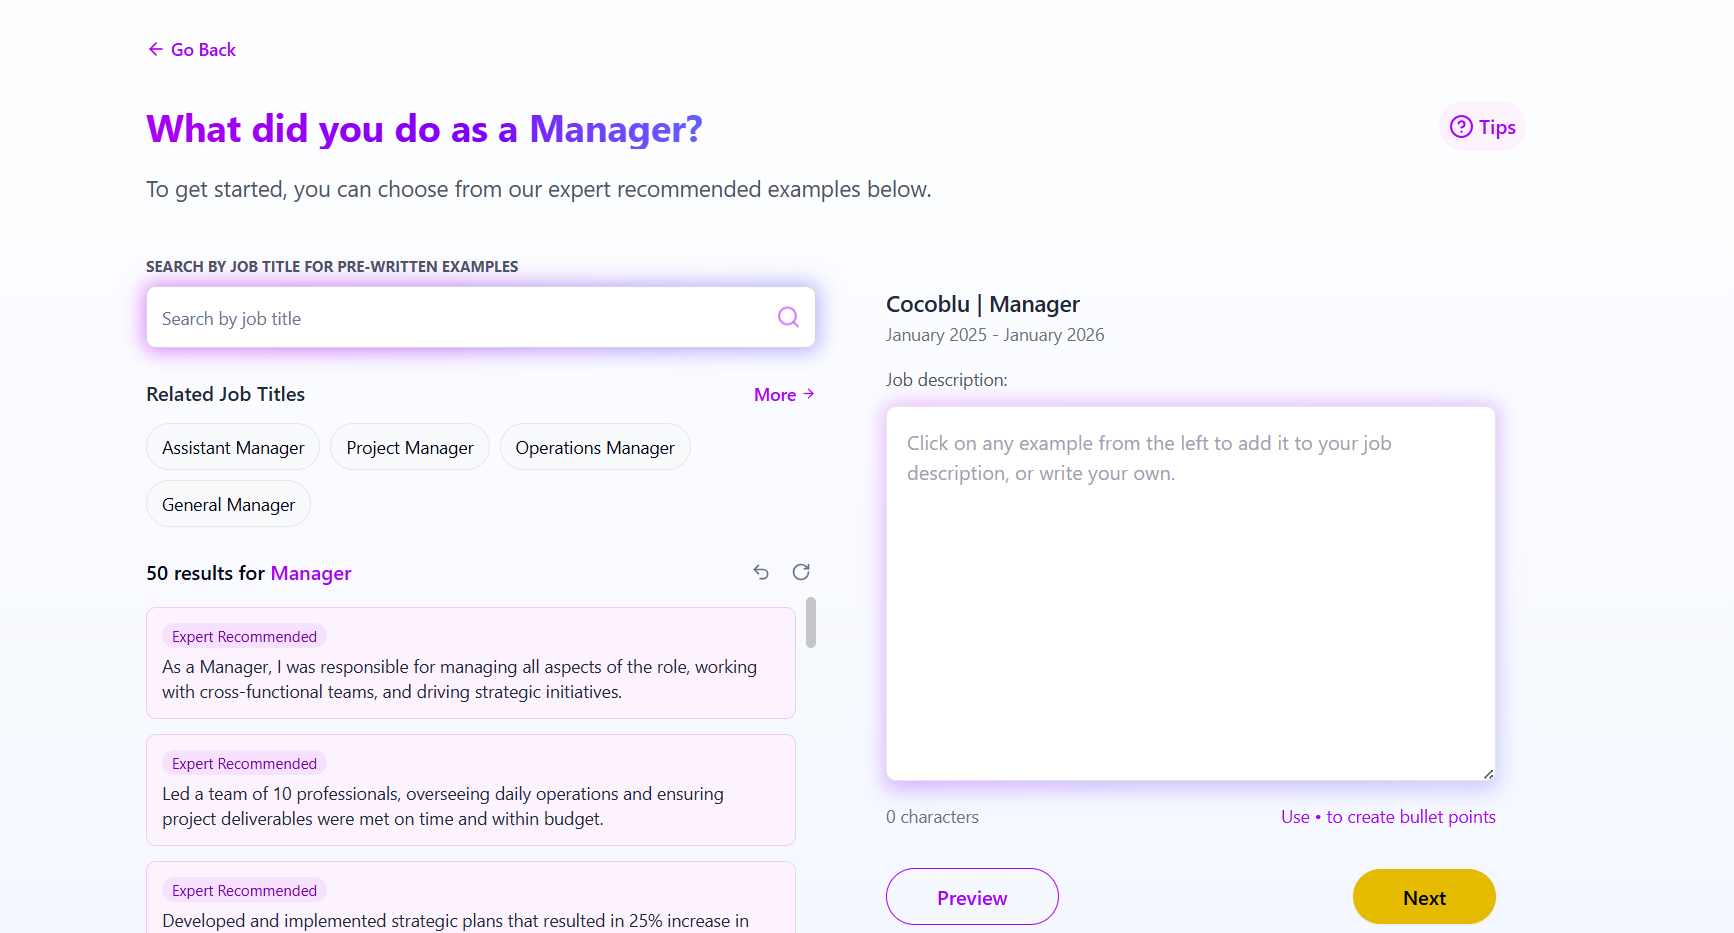 Go Back
What did you do as a Manager?
Tips
To get started, you can choose from our expert recommended examples below.
SEARCH BY JOB TITLE FOR PRE-WRITTEN EXAMPLES
Search by job title
Related Job Titles
More
Assistant Manager
Project Manager
Operations Manager
General Manager
50 results for Manager
Expert Recommended
As a Manager, I was responsible for managing all aspects of the role, working
with cross-functional teams, and driving strategic initiatives.
Expert Recommended
Led a team of 10 professionals, overseeing daily operations and ensuring
project deliverables were met on time and within budget.
Expert Recommended
Developed and implemented strategic plans that resulted in 25% increase in
Cocoblu | Manager
January 2025 - January 2026
Job description:
Click on any example from the left to add it to your job
description, or write your own.
0 characters
Use • to create bullet points
Preview
Next